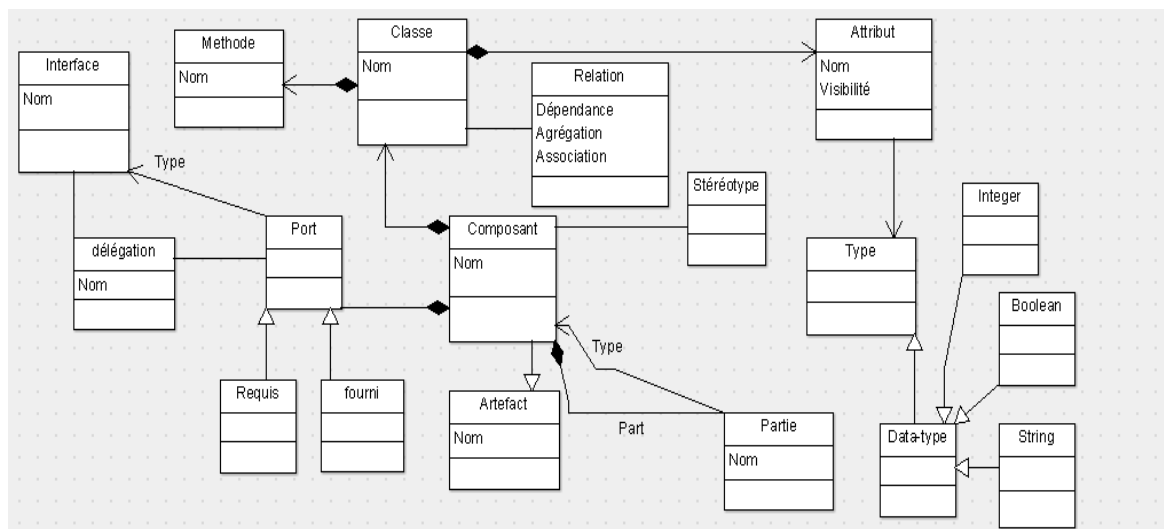 Interface
Nom
Methode
Nom
Classe
Nom
Relation
Dépendance
Agrégation
Association
Attribut
Nom
Visibilité
Type
délégation
Nom
Port
Composant
Nom
Stéréotype
Type
Integer
Boolean
Requis
fourni
Artefact
Nom
Type
Part
Partie
Nom
Data-type
String